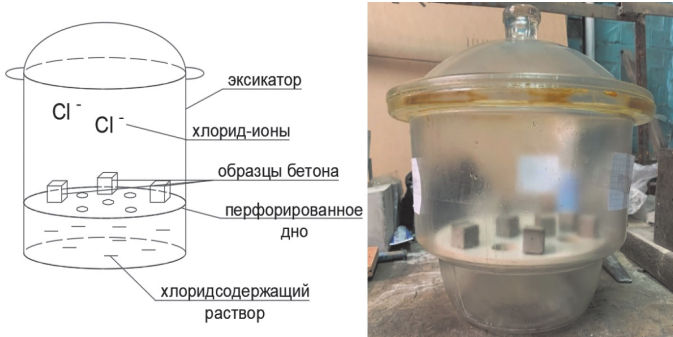 эксикатор
Cl -
Cl -
хлорид-ионы
образцы бетона
перфорированное
дно
хлоридсодержащий
раствор